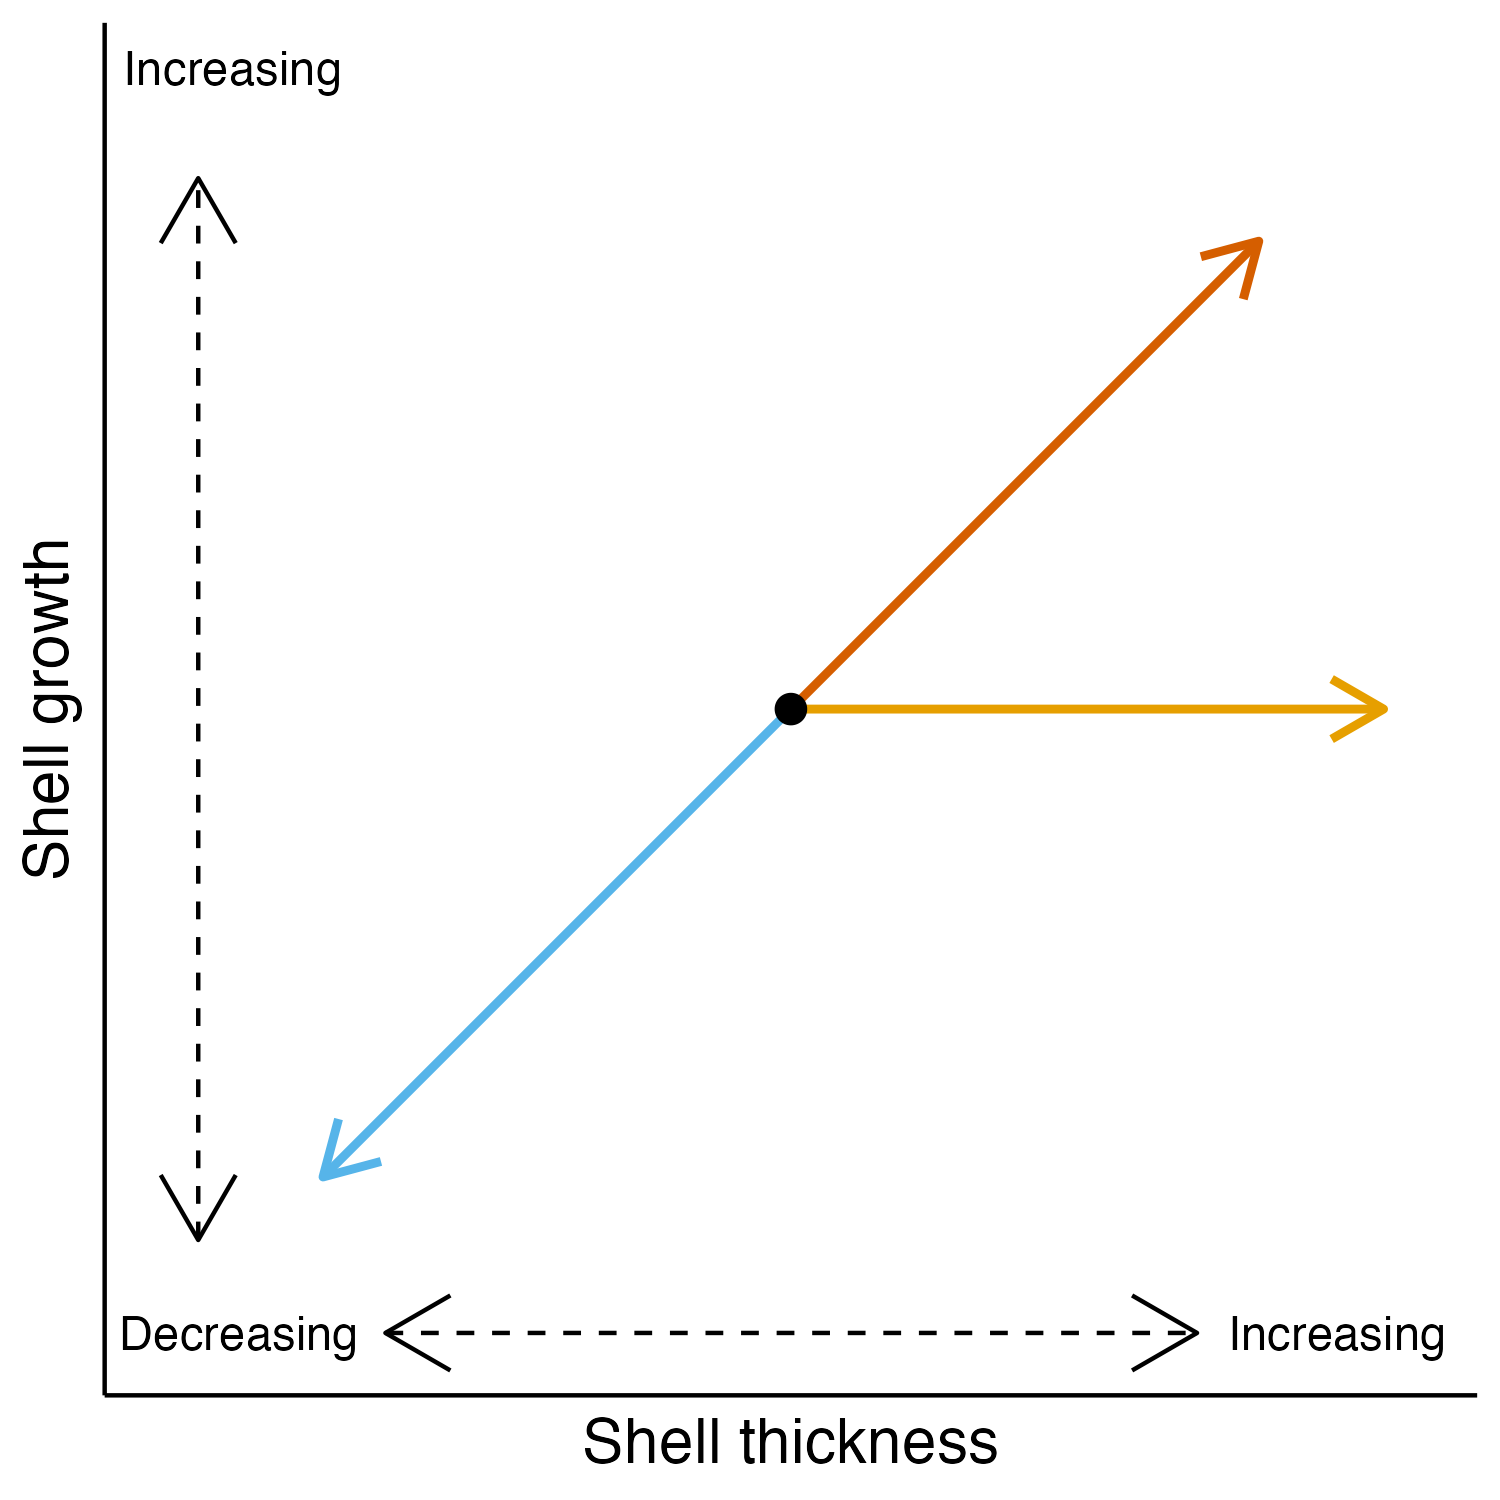 Increasing
Shell growth
Decreasing
Increasing
Shell thickness